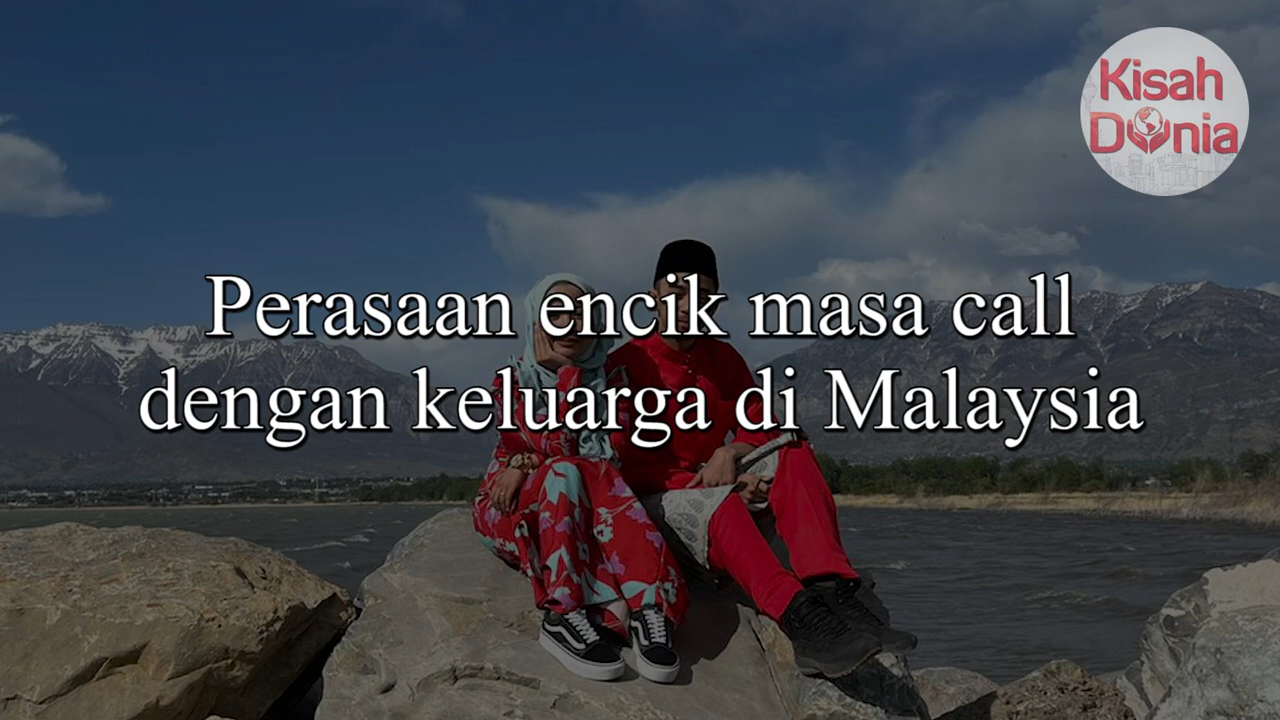 Kisah
Dunia
Perasaan encik masa call
dengan keluarga di Malaysia